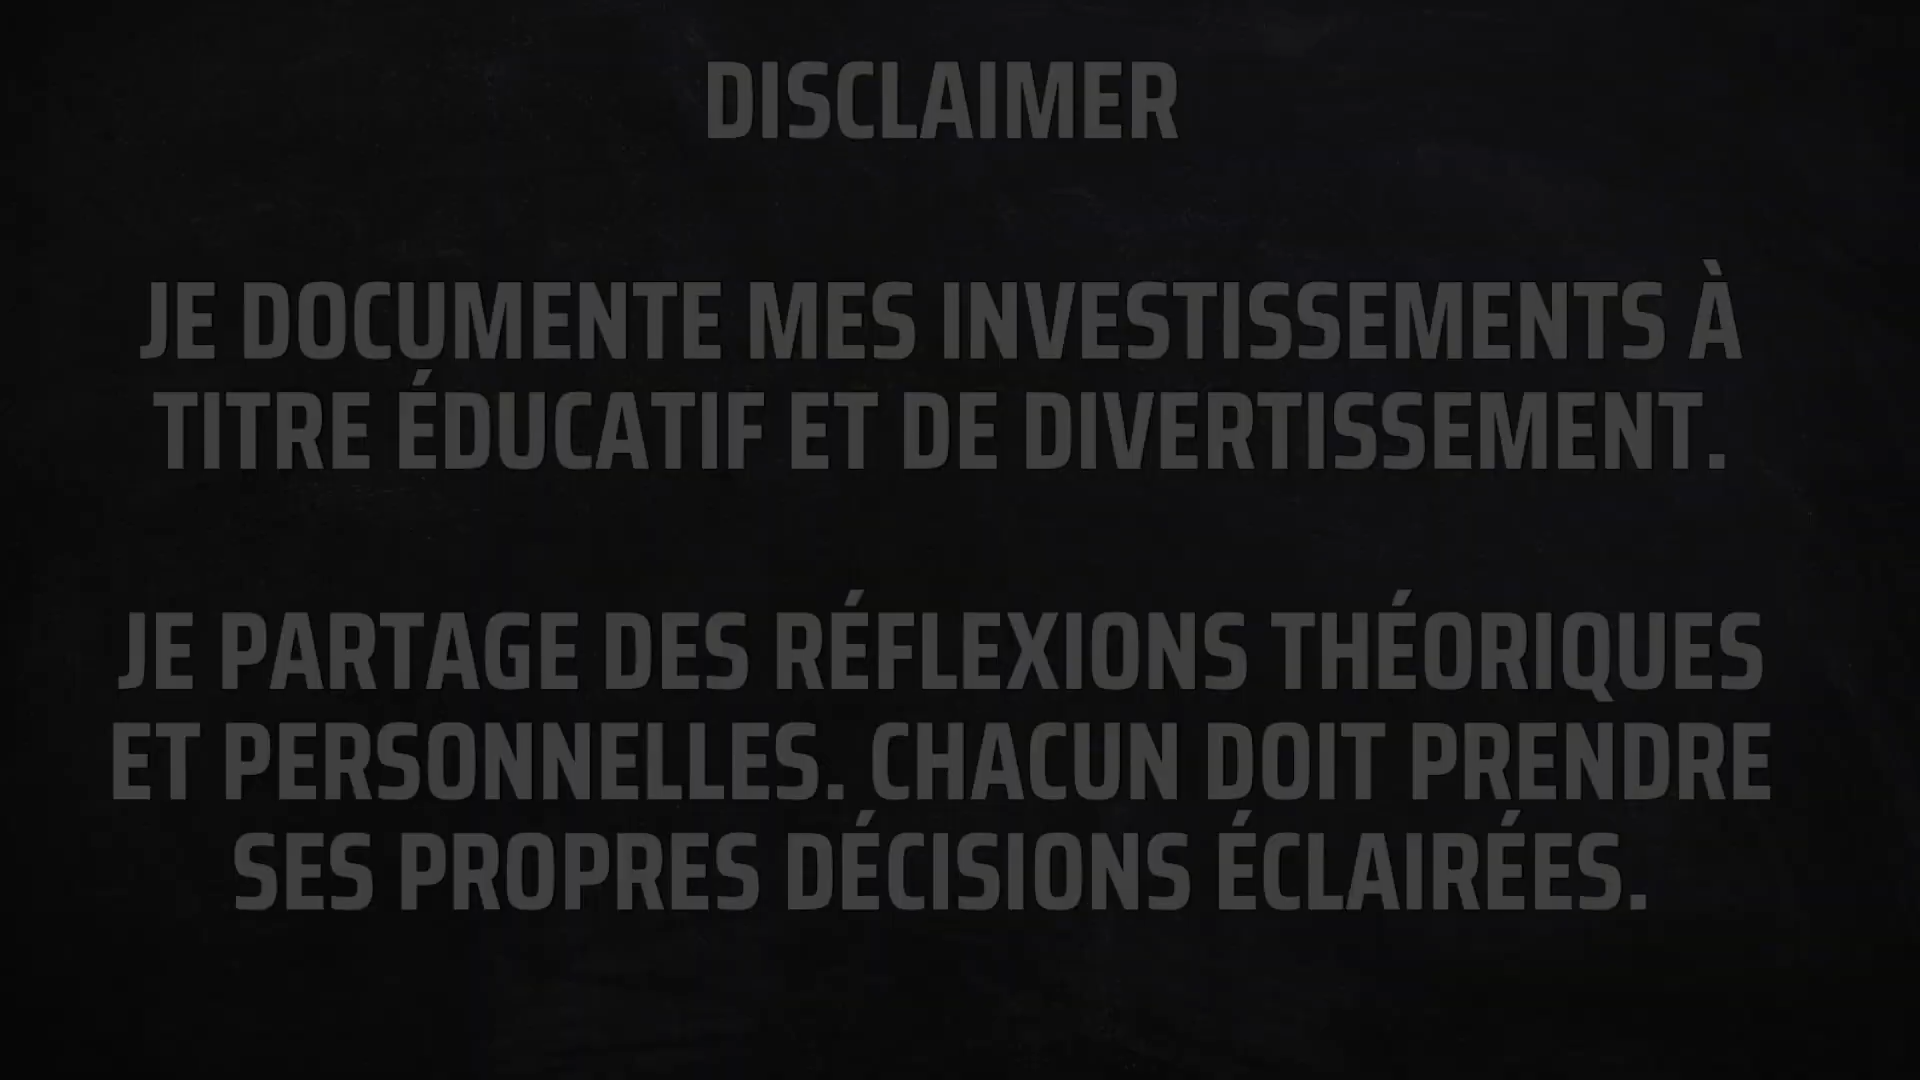 DISCLAIMER
JE DOCUMENTE MES INVESTISSEMENTS À
TITRE ÉDUCATIF ET DE DIVERTISSEMENT.
JE PARTAGE DES RÉFLEXIONS THÉORIQUES
ET PERSONNELLES. CHACUN DOIT PRENDRE
SES PROPRES DÉCISIONS ÉCLAIRÉES.